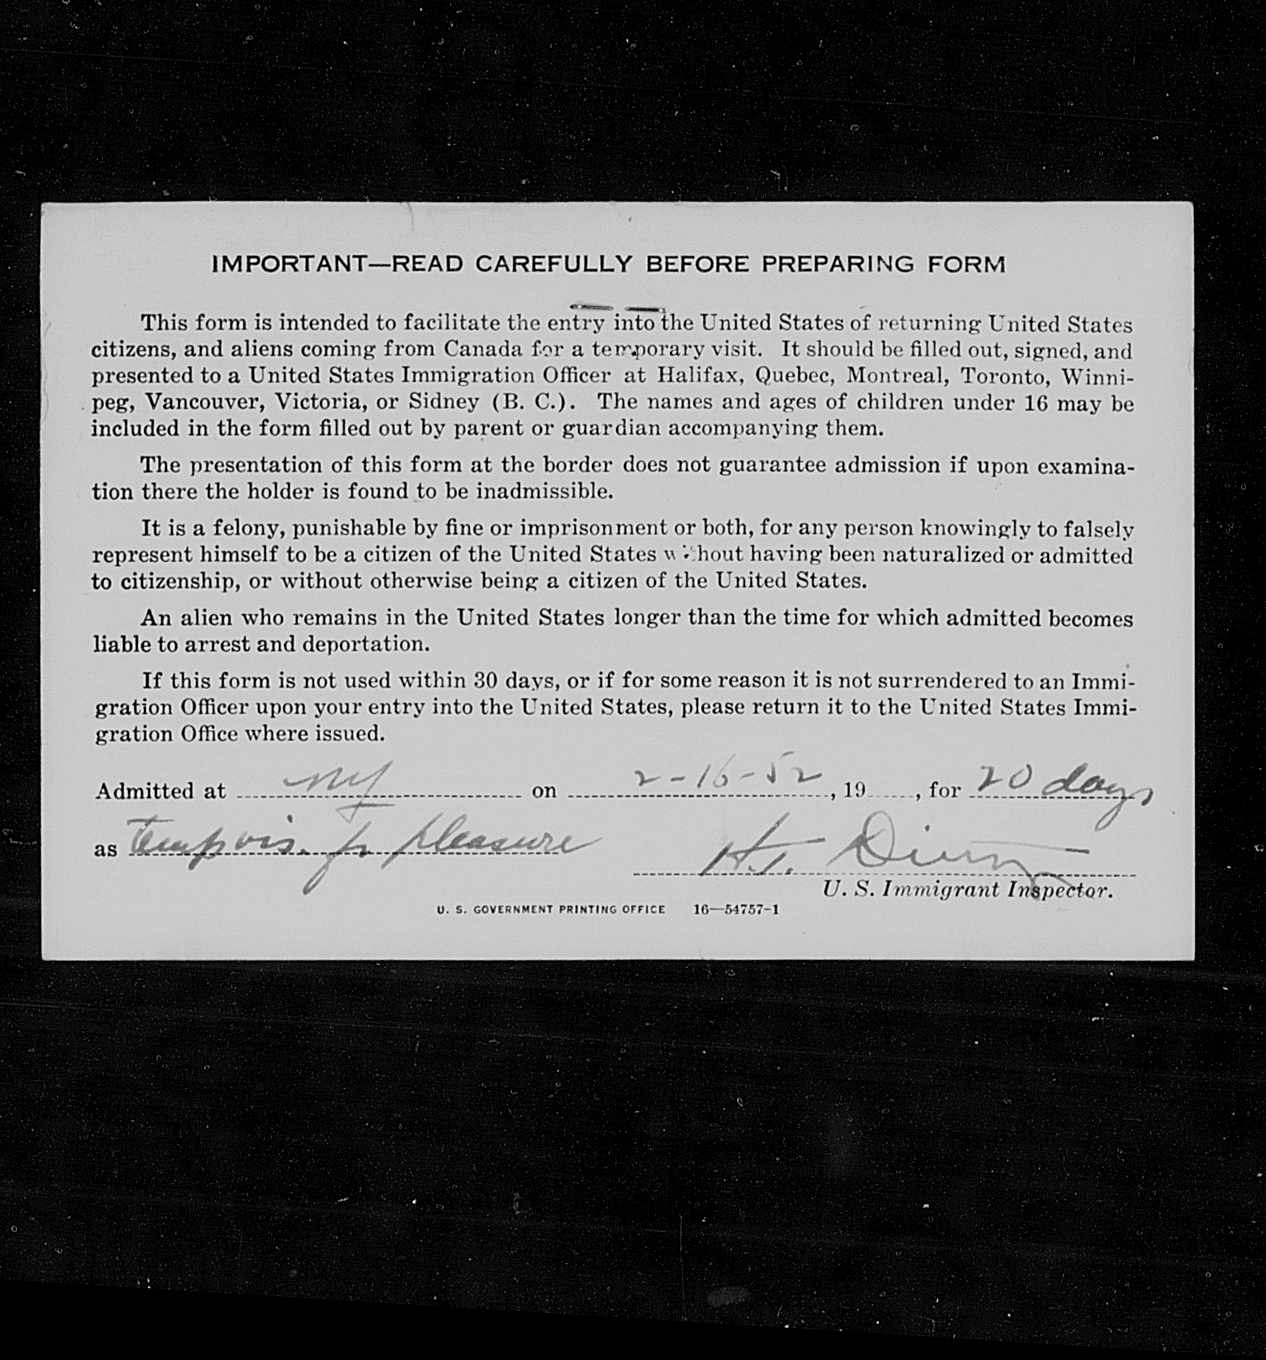 IMPORTANT—READ CAREFULLY BEFORE PREPARING FORM
This form is intended to facilitate the entry into the United States of returning United States
citizens, and aliens coming from Canada for a temporary visit. It should be filled out, signed, and
presented to a United States Immigration Officer at Halifax, Quebec, Montreal, Toronto, Winni-
peg, Vancouver, Victoria, or Sidney (B. C.). The names and ages of children under 16 may be
included in the form filled out by parent or guardian accompanying them.
The presentation of this form at the border does not guarantee admission if upon examina-
tion there the holder is found to be inadmissible.
It is a felony, punishable by fine or imprisonment or both, for any person knowingly to falsely
represent himself to be a citizen of the United States without having been naturalized or admitted
to citizenship, or without otherwise being a citizen of the United States.
An alien who remains in the United States longer than the time for which admitted becomes
liable to arrest and deportation.
If this form is not used within 30 days, or if for some reason it is not surrendered to an Immi-
gration Officer upon your entry into the United States, please return it to the United States Immi-
gration Office where issued.
Admitted at NY on 2-16-52, 19 , for 20 days
as Temp vis. for pleasure H.T.
U. S. Immigrant Inspector.
U. S. GOVERNMENT PRINTING OFFICE 16—54757-1